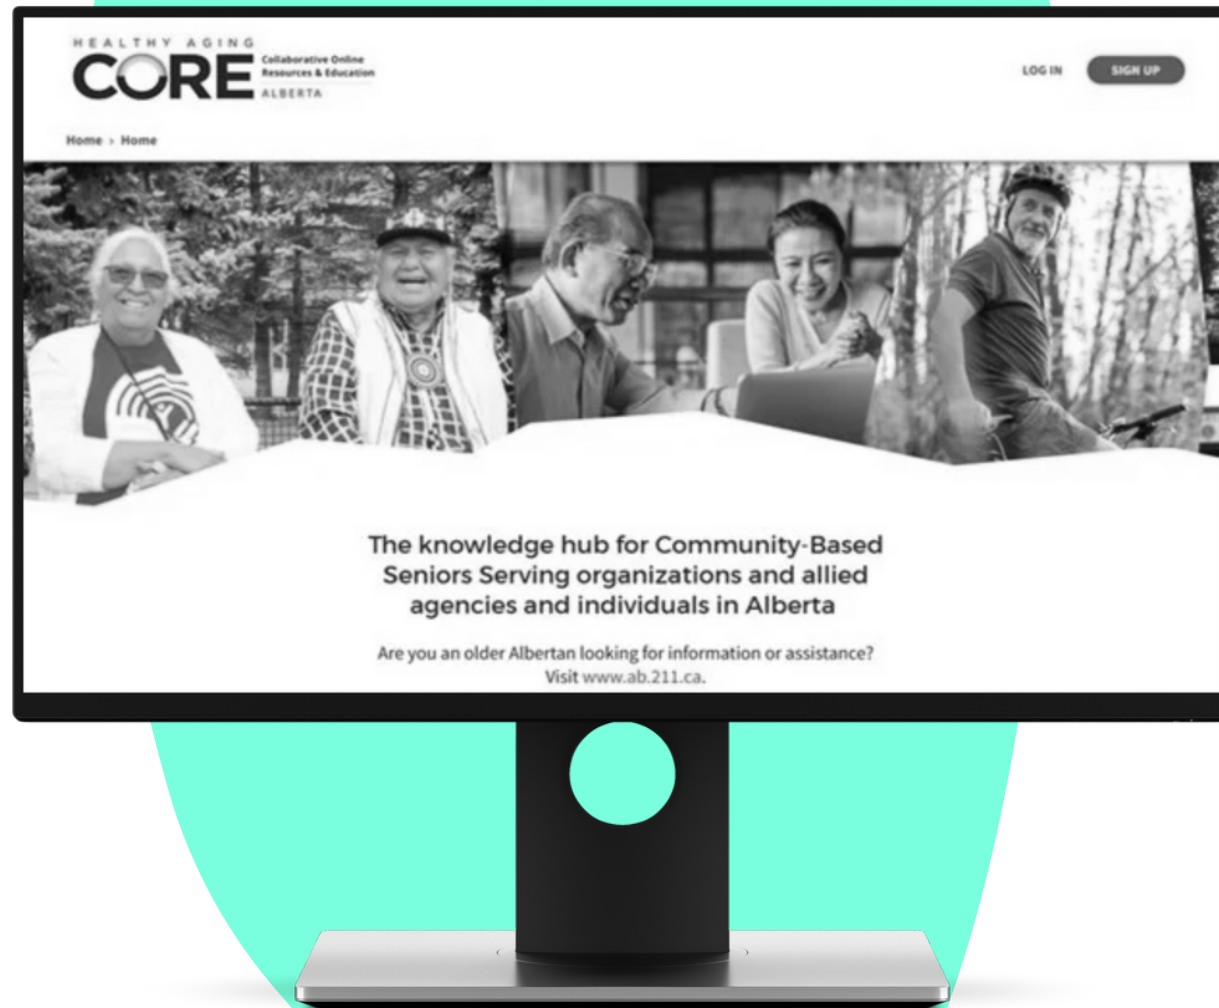 HEALTHY AGING
CORE
Collaborative Online
Resources & Education
ALBERTA
LOG IN
SIGN UP
Home › Home
The knowledge hub for Community-Based
Seniors Serving organizations and allied
agencies and individuals in Alberta
Are you an older Albertan looking for information or assistance?
Visit www.ab.211.ca.